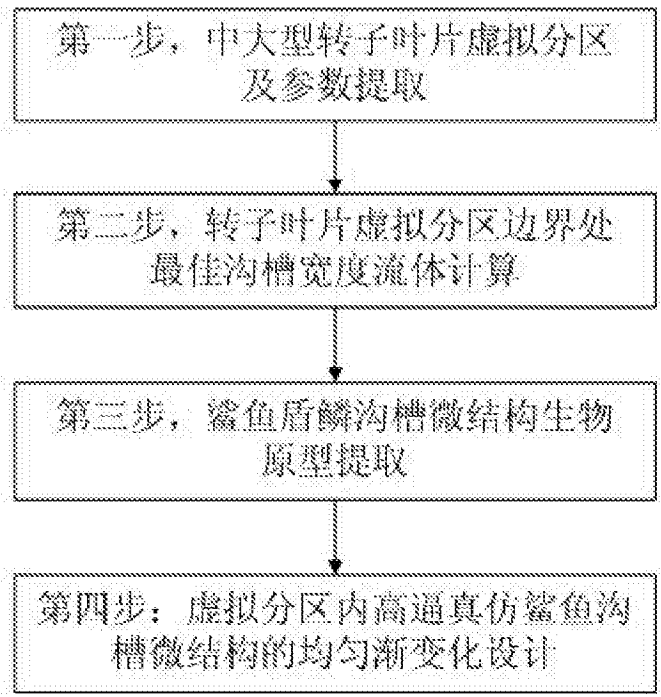 第一步，中大型转子叶片虚拟分区
及参数提取
第二步，转子叶片虚拟分区边界处
最佳沟槽宽度流体计算
第三步，鲨鱼盾鳞沟槽微结构生物
原型提取
第四步：虚拟分区内高逼真仿鲨鱼沟
槽微结构的均匀渐变化设计